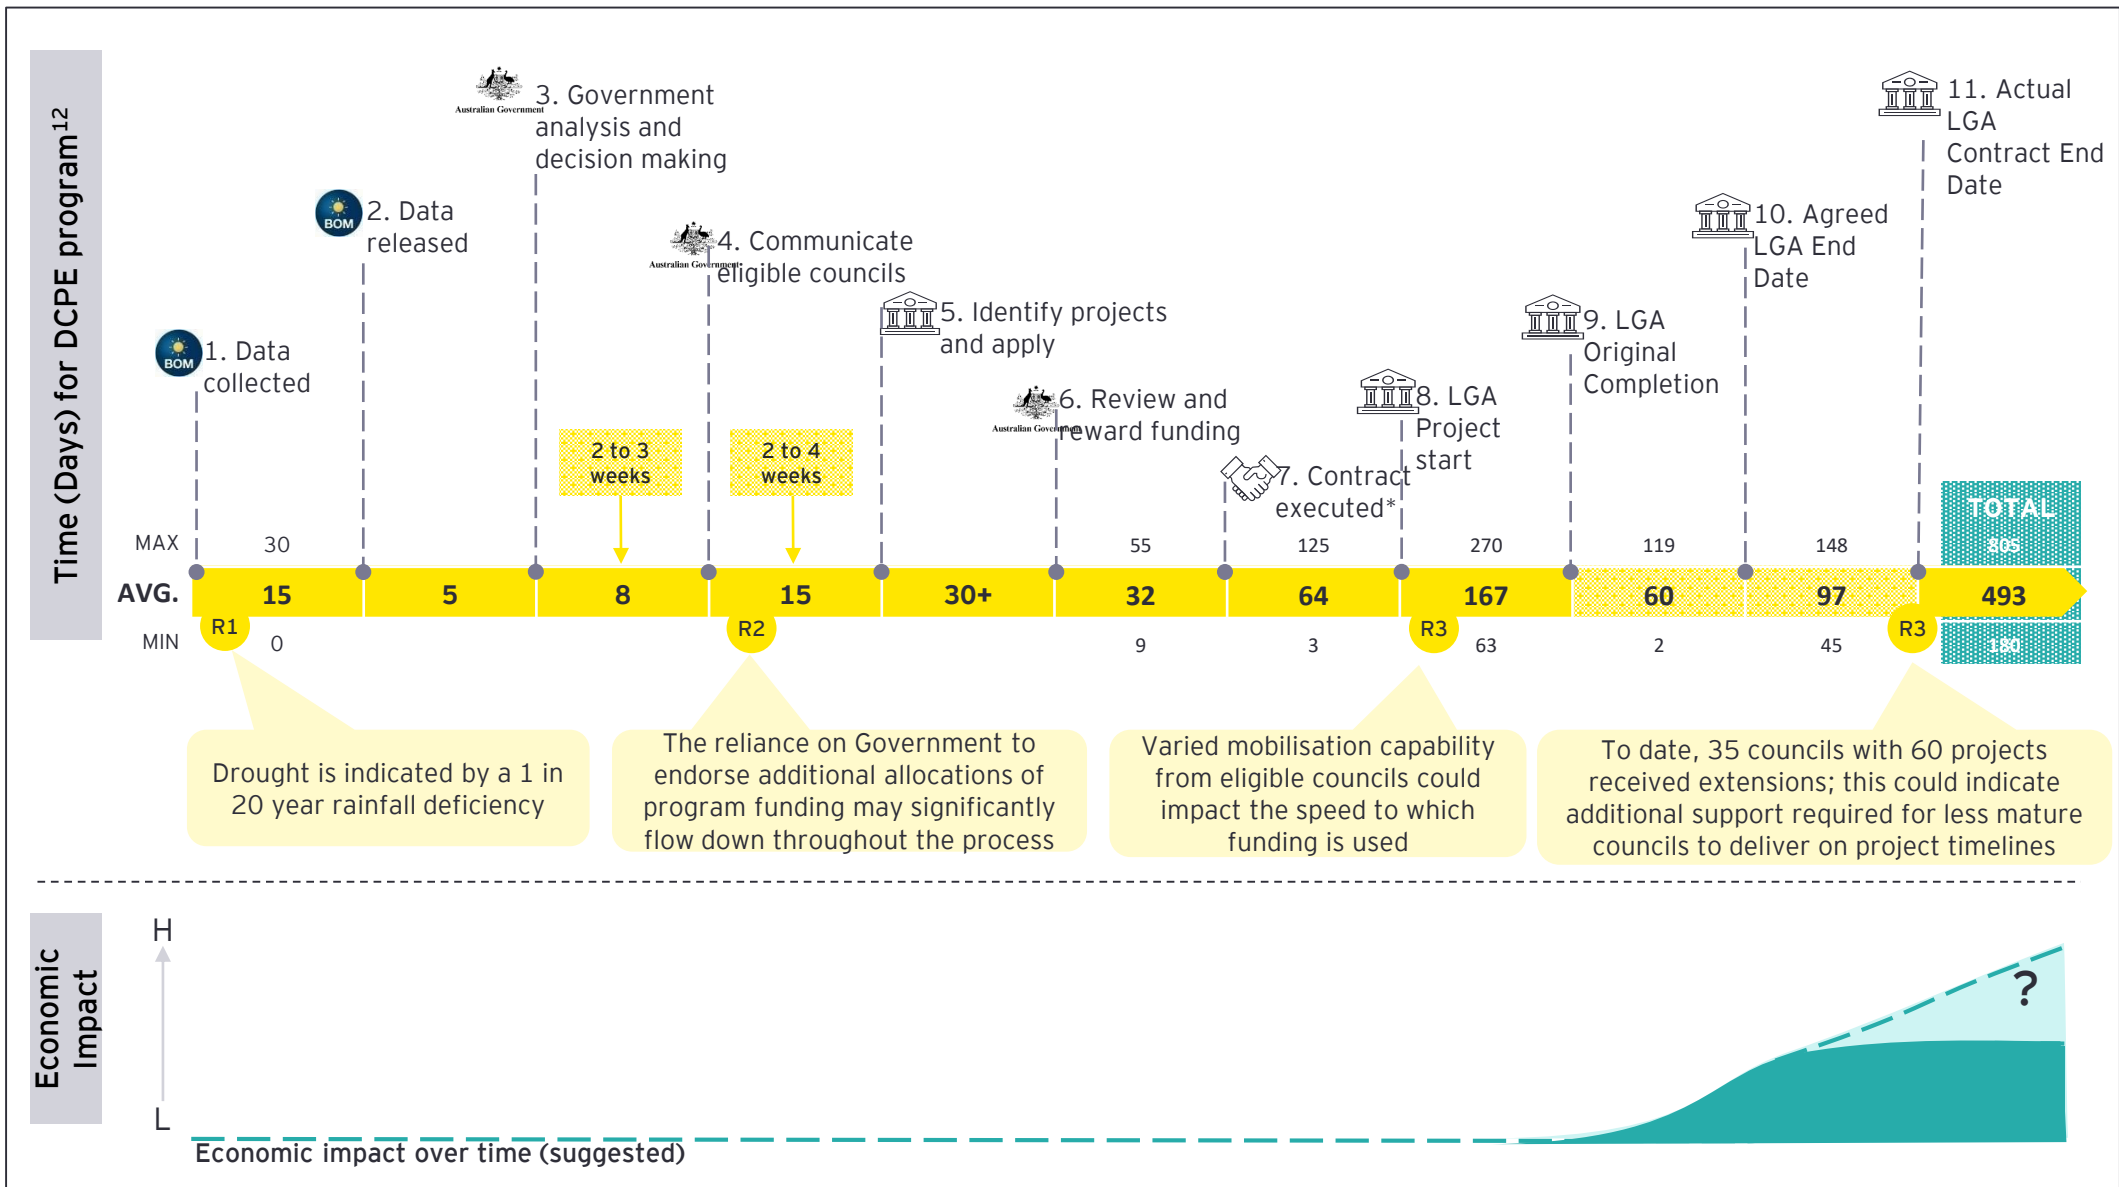 Time (Days) for DCPE program12
BOM
1. Data
collected
BOM
2. Data
released
Australian Government
3. Government
analysis and
decision making
Australian Government
4. Communicate
eligible councils
5. Identify projects
and apply
Australian Government
6. Review and
reward funding
7. Contract
executed*
8. LGA
Project
start
9. LGA
Original
Completion
10. Agreed
LGA End
Date
11. Actual
LGA
Contract End
Date
2 to 3
weeks
2 to 4
weeks
TOTAL
MAX 30 55 125 270 119 148 805
AVG. 15 5 8 15 30+ 32 64 167 60 97 493
R1 R2 R3 R3
MIN 0 9 3 63 2 45 180
Drought is indicated by a 1 in
20 year rainfall deficiency
The reliance on Government to
endorse additional allocations of
program funding may significantly
flow down throughout the process
Varied mobilisation capability
from eligible councils could
impact the speed to which
funding is used
To date, 35 councils with 60 projects
received extensions; this could indicate
additional support required for less mature
councils to deliver on project timelines
Economic
Impact
H
L
?
Economic impact over time (suggested)